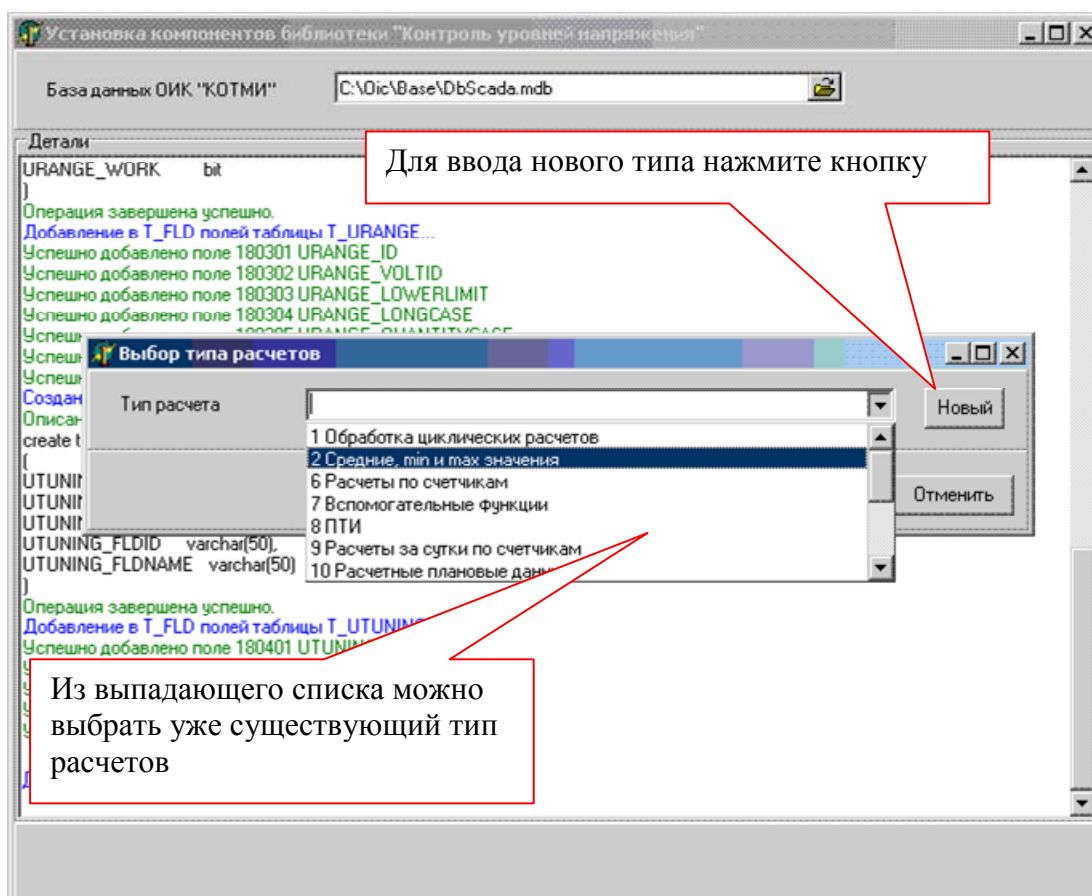 Установка компонентов библиотеки "Контроль уровней напряжения"
База данных ОИК "КОТМИ"
C:\Oic\Base\DbScada.mdb
Детали
Для ввода нового типа нажмите кнопку
URANGE_WORK bit
)
Операция завершена успешно.
Добавление в T_FLD полей таблицы T_URANGE...
Успешно добавлено поле 180301 URANGE_ID
Успешно добавлено поле 180302 URANGE_VOLTID
Успешно добавлено поле 180303 URANGE_LOWERLIMIT
Успешно добавлено поле 180304 URANGE_LONGCASE
Выбор типа расчетов
Тип расчета
Новый
1 Обработка циклических расчетов
2 Средние, min и max значения
6 Расчеты по счетчикам
7 Вспомогательные функции
8 ПТИ
9 Расчеты за сутки по счетчикам
10 Расчетные плановые
Отменить
create t
(
UTUNING_FLDID varchar(50),
UTUNING_FLDNAME varchar(50)
)
Операция завершена успешно.
Добавление в T_FLD полей таблицы
Успешно добавлено поле 180401
Из выпадающего списка можно
выбрать уже существующий тип
расчетов